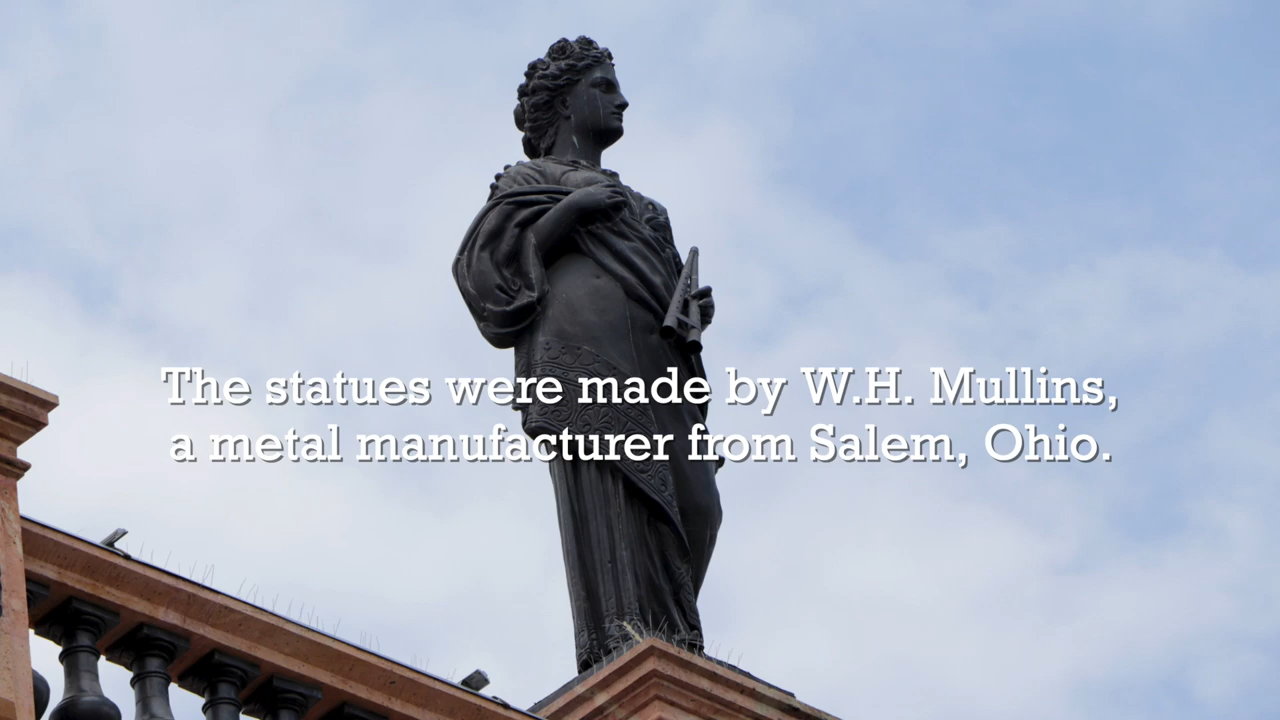 The statues were made by W.H. Mullins,
a metal manufacturer from Salem, Ohio.